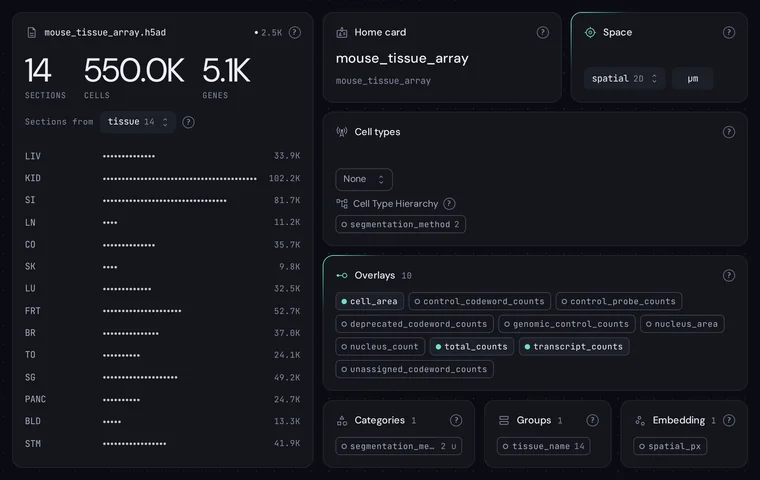 mouse_tissue_array.h5ad
2.5K
14 550.0K 5.1K
SECTIONS CELLS GENES
Sections from tissue 14
LIV 33.9K
KID 102.2K
SI 81.7K
LN 11.2K
CO 35.7K
SK 9.8K
LU 32.5K
FRT 52.7K
BR 37.0K
TO 24.1K
SG 49.2K
PANC 24.7K
BLD 13.3K
STM 41.9K
Home card
mouse_tissue_array
mouse_tissue_array
Space
spatial 2D µm
Cell types
None
Cell Type Hierarchy
segmentation_method 2
Overlays 10
cell_area control_codeword_counts control_probe_counts
deprecated_codeword_counts genomic_control_counts nucleus_area
nucleus_count total_counts transcript_counts
unassigned_codeword_counts
Categories 1
segmentation_me… 2 u
Groups 1
tissue_name 14
Embedding 1
spatial_px